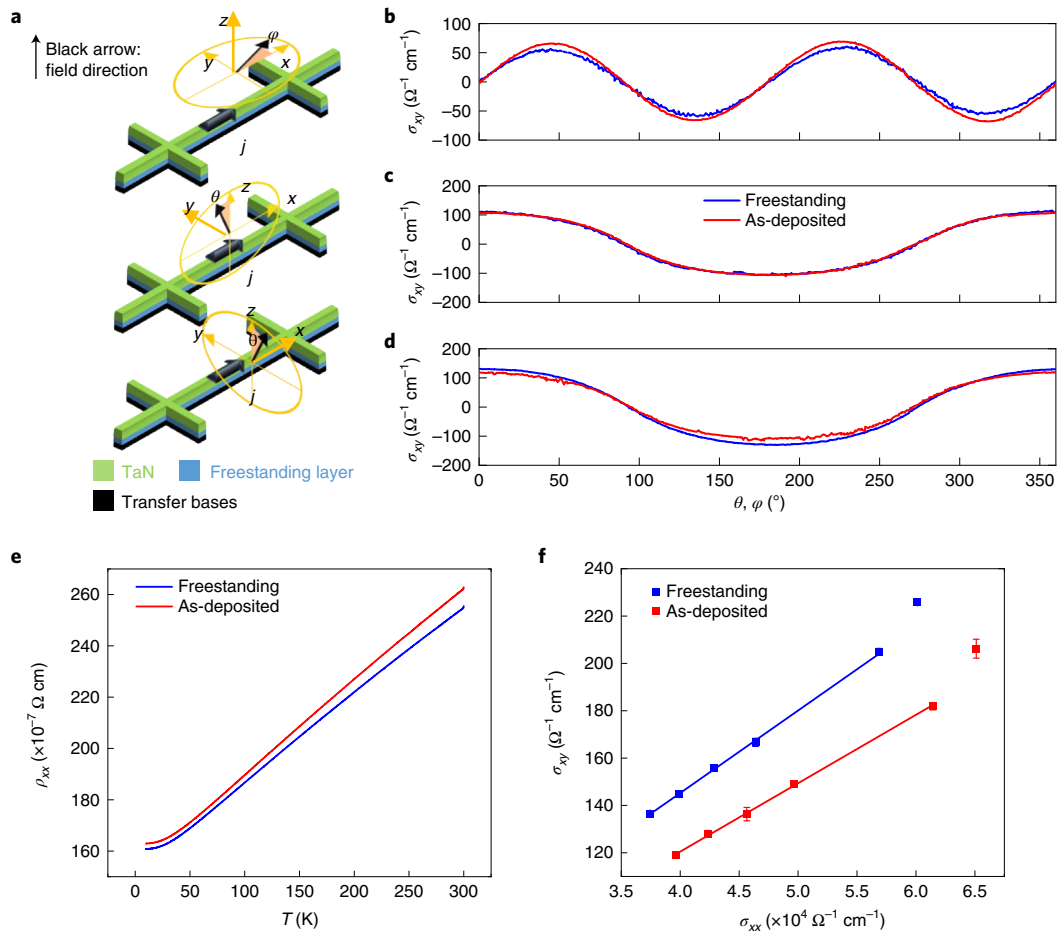 a
Black arrow:
field direction
z
φ
y
x
j
θ
z
y
x
j
z
y
θ
x
j
TaN
Freestanding layer
Transfer bases
b
100
50
0
−50
−100
σxy (Ω−1 cm−1)
c
200
100
0
−100
−200
σxy (Ω−1 cm−1)
Freestanding
As-deposited
d
200
100
0
−100
−200
σxy (Ω−1 cm−1)
0 50 100 150 200 250 300 350
θ, φ (°)
e
Freestanding
As-deposited
260
240
220
200
180
160
ρxx (×10−7 Ω cm)
0 50 100 150 200 250 300
T (K)
f
Freestanding
As-deposited
240
220
200
180
160
140
120
σxy (Ω−1 cm−1)
3.5 4.0 4.5 5.0 5.5 6.0 6.5
σxx (×104 Ω−1 cm−1)